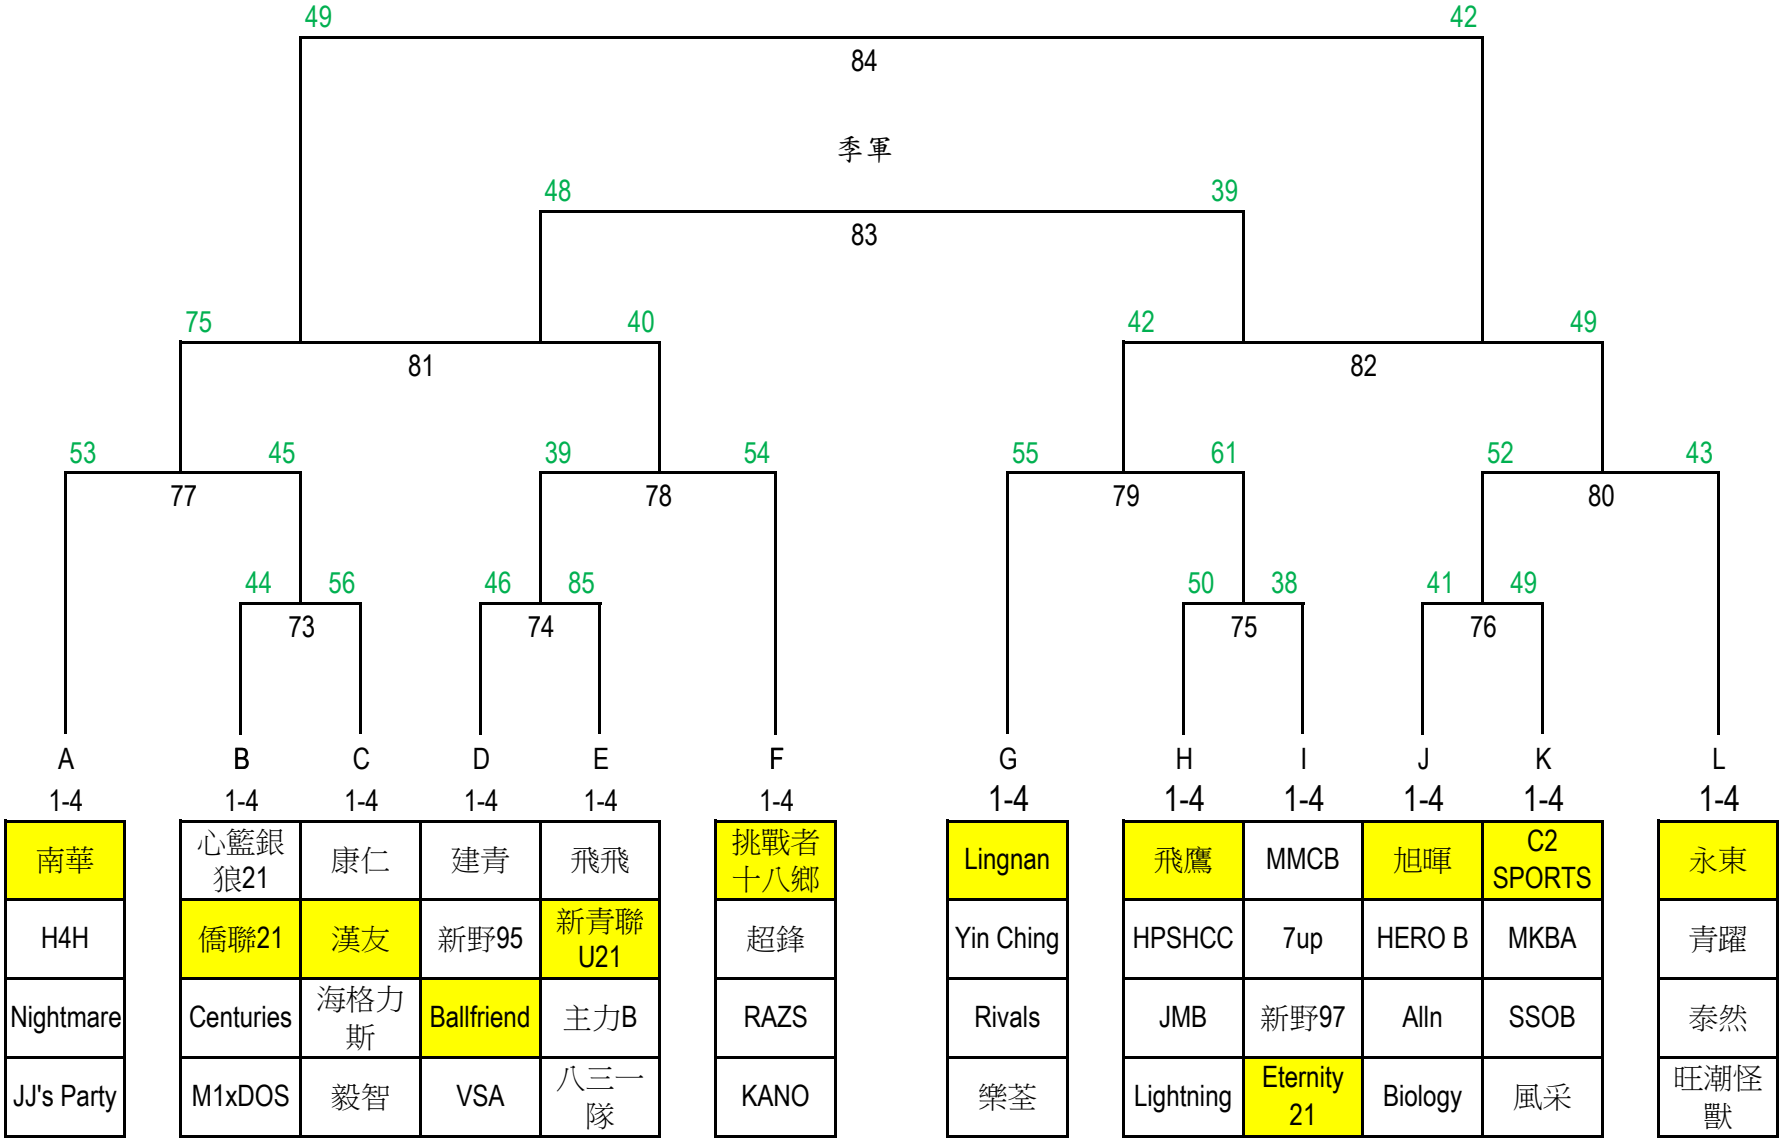 49 42
84
季軍
48 39
83
75 40 42 49
81 82
53 45 39 54 55 61 52 43
77 78 79 80
44 56 46 85 50 38 41 49
73 74 75 76
A B C D E F G H I J K L
1-4 1-4 1-4 1-4 1-4 1-4 1-4 1-4 1-4 1-4 1-4 1-4
南華
心籃銀
狼21
康仁
建青
飛飛
挑戰者
十八鄉
Lingnan
飛鷹
MMCB
旭暉
C2
SPORTS
永東
H4H
僑聯21
漢友
新野95
新青聯
U21
超鋒
Yin Ching
HPSHCC
7up
HERO B
MKBA
青躍
Nightmare
Centuries
海格力
斯
Ballfriend
主力B
RAZS
Rivals
JMB
新野97
Alln
SSOB
泰然
JJ's Party
M1xDOS
毅智
VSA
八三一
隊
KANO
樂荃
Lightning
Eternity
21
Biology
風采
旺潮怪
獸